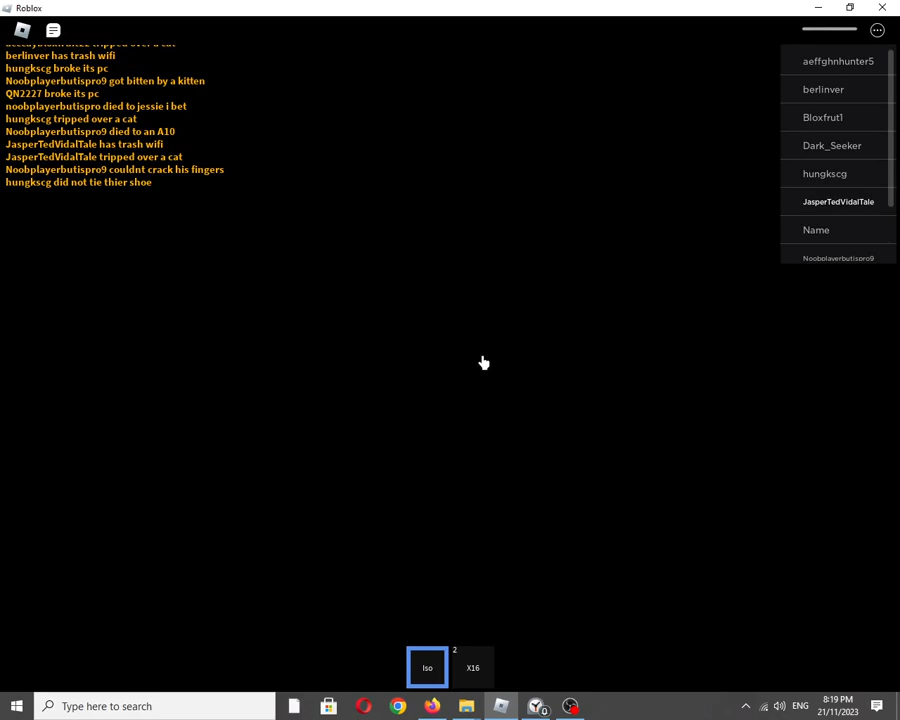 Roblox
berlinver has trash wifi
hungkscg broke its pc
Noobplayerbutispro9 got bitten by a kitten
QN2227 broke its pc
noobplayerbutispro died to jessie i bet
hungkscg tripped over a cat
Noobplayerbutispro9 died to an A10
JasperTedVidalTale has trash wifi
JasperTedVidalTale tripped over a cat
Noobplayerbutispro9 couldnt crack his fingers
hungkscg did not tie thier shoe
aeffghnhunter5
berlinver
Bloxfrut1
Dark_Seeker
hungkscg
JasperTedVidalTale
Name
Noobplayerbutispro9
Iso
2
X16
Type here to search
ENG
8:19 PM
21/11/2023